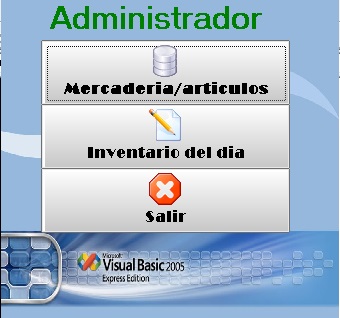 Administrador
Mercaderia/articulos
Inventario del dia
Salir
Microsoft
Visual Basic 2005
Express Edition